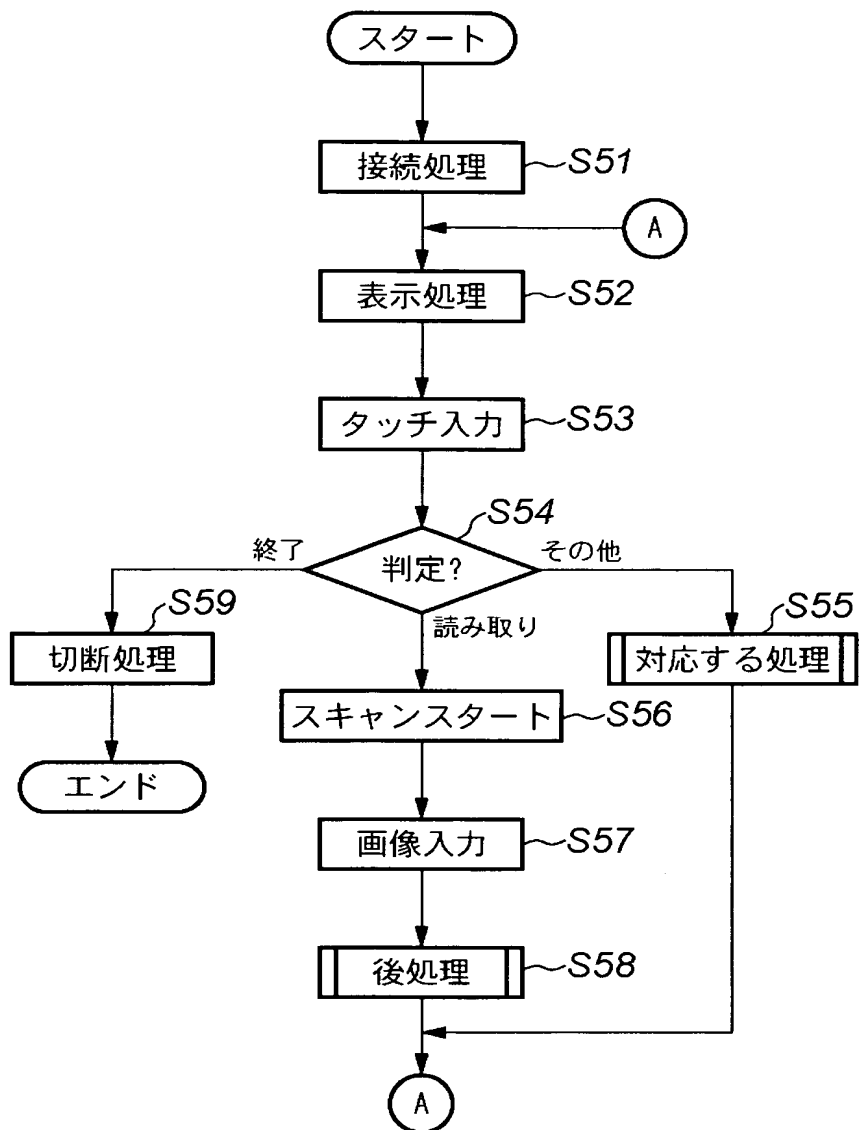 スタート
接続処理 S51
A
表示処理 S52
タッチ入力 S53
S54
終了 判定? その他
読み取り
S59
切断処理
S55
対応する処理
スキャンスタート S56
エンド
画像入力 S57
後処理 S58
A